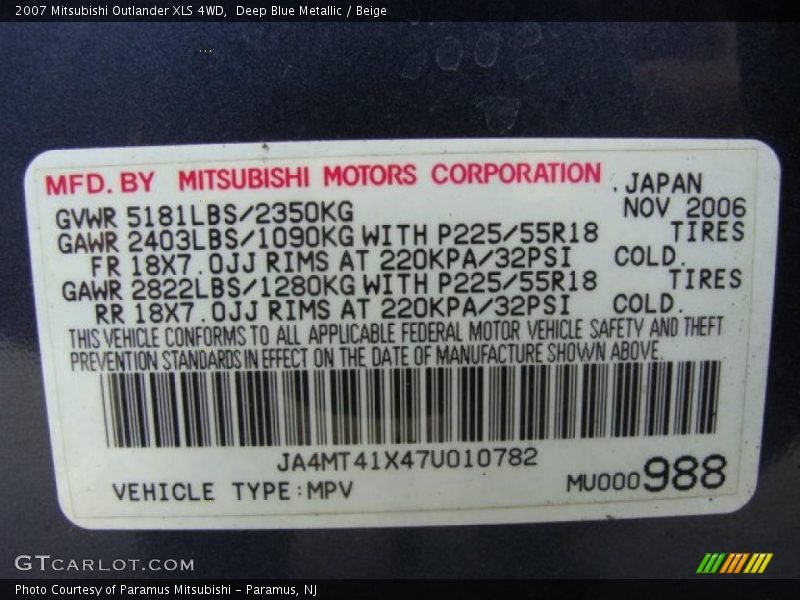 2007 Mitsubishi Outlander XLS 4WD,  Deep Blue Metallic / Beige
MFD. BY MITSUBISHI MOTORS CORPORATION . JAPAN
GVWR 5181LBS/2350KG NOV 2006
GAWR 2403LBS/1090KG WITH P225/55R18 TIRES
FR 18X7.0JJ RIMS AT 220KPA/32PSI COLD.
GAWR 2822LBS/1280KG WITH P225/55R18 TIRES
RR 18X7.0JJ RIMS AT 220KPA/32PSI COLD.
THIS VEHICLE CONFORMS TO ALL APPLICABLE FEDERAL MOTOR VEHICLE SAFETY AND THEFT
PREVENTION STANDARDS IN EFFECT ON THE DATE OF MANUFACTURE SHOWN ABOVE.
JA4MT41X47U010782
VEHICLE TYPE:MPV MU000988
GTCARLOT.COM
Photo Courtesy of Paramus Mitsubishi - Paramus, NJ